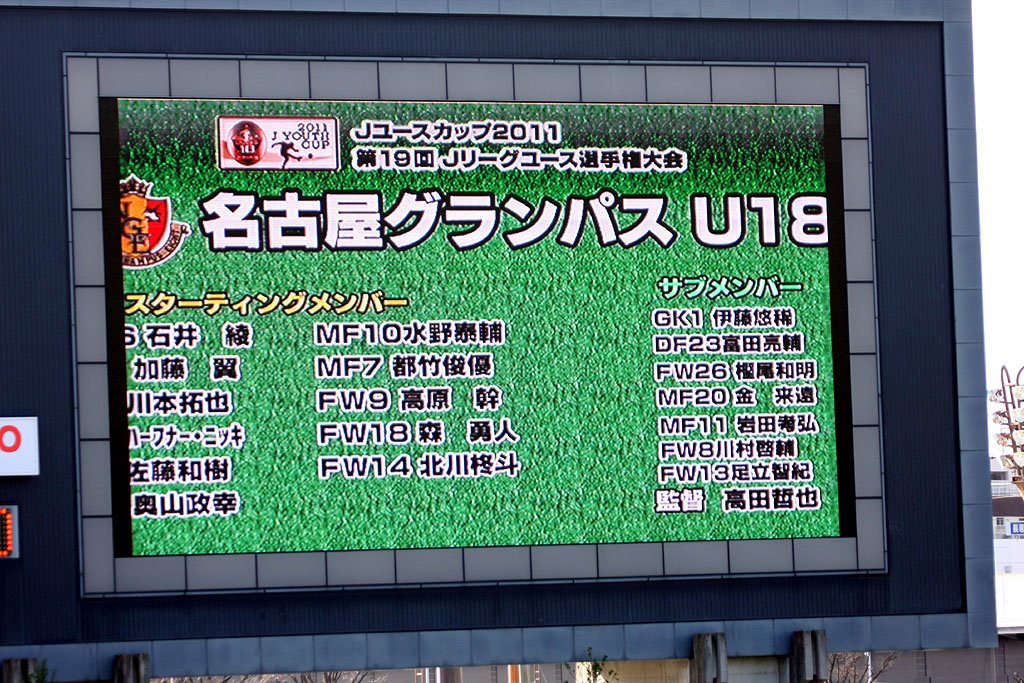 2011
J YOUTH
CUP
Jユースカップ2011
第19回 Jリーグユース選手権大会
名古屋グランパス U18
スターティングメンバー
石井 綾
加藤 翼
川本拓也
ハーフナー・ニッキ
佐藤和樹
奥山政幸
MF10水野泰輔
MF7 都竹俊優
FW9 高原 幹
FW18 森 勇人
FW14 北川柊斗
サブメンバー
GK1 伊藤悠稀
DF23富田亮輔
FW26 樫尾和明
MF20 金 来遠
MF11 岩田考弘
FW8川村啓輔
FW13足立智紀
監督 高田哲也